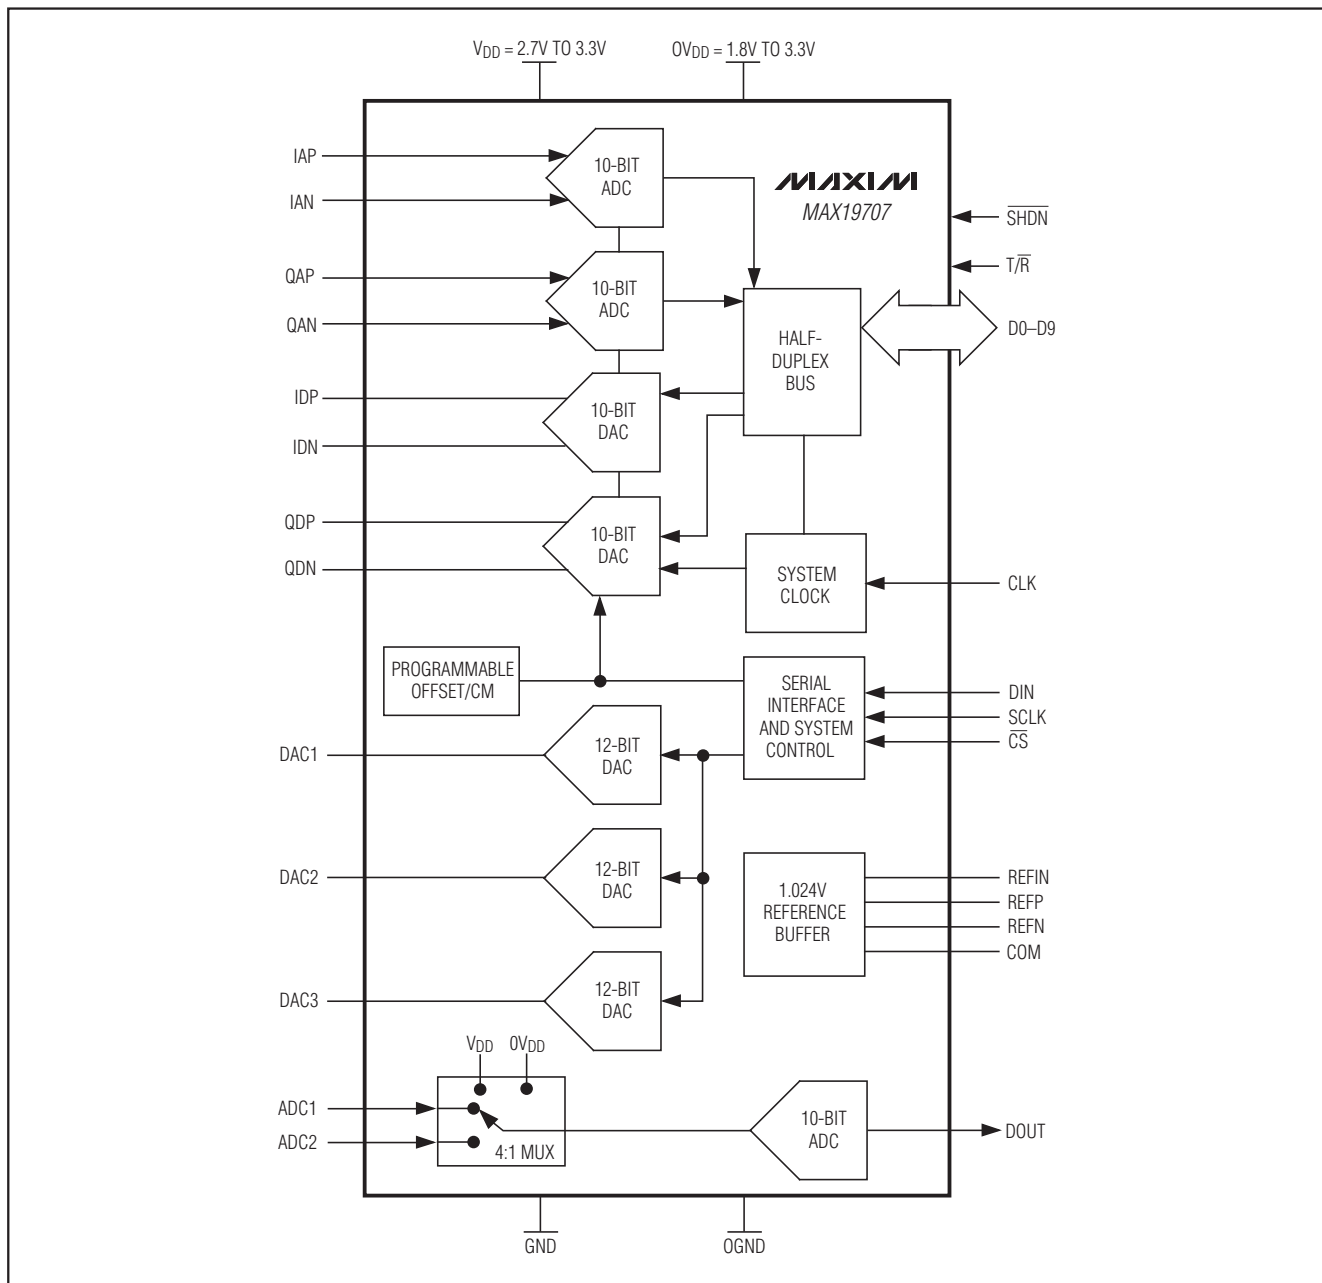 VDD = 2.7V TO 3.3V
OVDD = 1.8V TO 3.3V
IAP
IAN
10-BIT
ADC
MAXIM
MAX19707
SHDN
T/R
QAP
QAN
10-BIT
ADC
HALF-
DUPLEX
BUS
D0–D9
IDP
IDN
10-BIT
DAC
QDP
QDN
10-BIT
DAC
SYSTEM
CLOCK
CLK
PROGRAMMABLE
OFFSET/CM
SERIAL
INTERFACE
AND SYSTEM
CONTROL
DIN
SCLK
CS
DAC1
12-BIT
DAC
DAC2
12-BIT
DAC
1.024V
REFERENCE
BUFFER
REFIN
REFP
REFN
COM
DAC3
12-BIT
DAC
VDD
OVDD
ADC1
ADC2
4:1 MUX
10-BIT
ADC
DOUT
GND
OGND